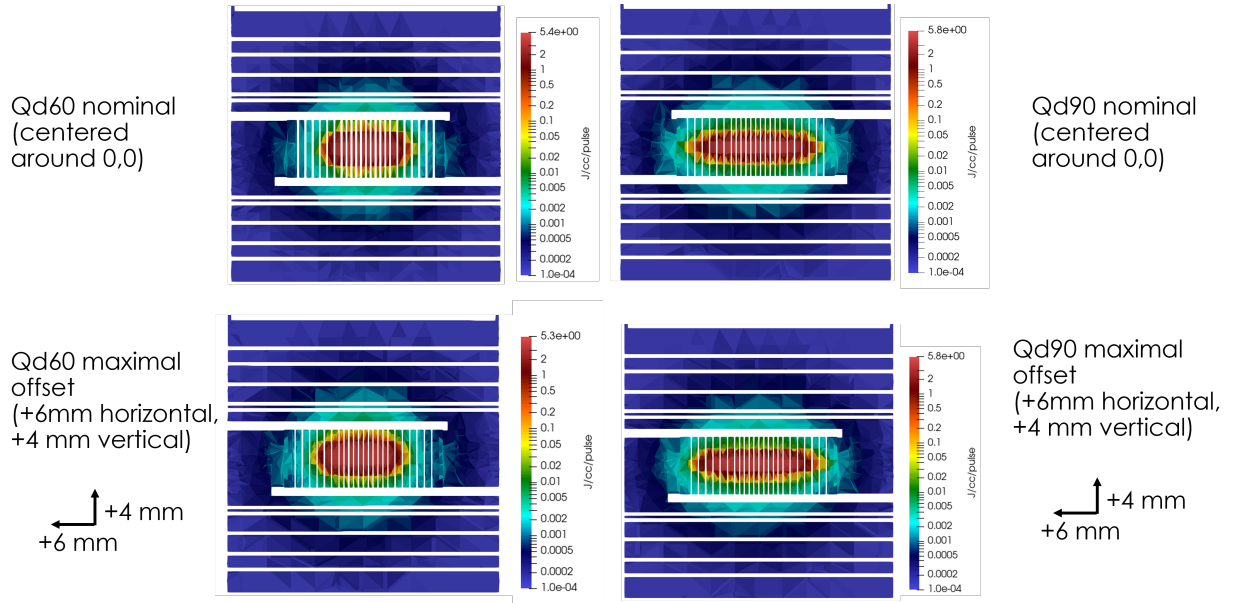 Qd60 nominal
(centered
around 0,0)
5.4e+00
2
1
0.5
0.2
0.1
0.05
0.02
0.01
0.005
0.002
0.001
0.0005
0.0002
1.0e-04
J/cc/pulse
5.8e+00
2
1
0.5
0.2
0.1
0.05
0.02
0.01
0.005
0.002
0.001
0.0005
0.0002
1.0e-04
J/cc/pulse
Qd90 nominal
(centered
around 0,0)
Qd60 maximal
offset
(+6mm horizontal,
+4 mm vertical)
+4 mm
+6 mm
5.3e+00
2
1
0.5
0.2
0.1
0.05
0.02
0.01
0.005
0.002
0.001
0.0005
0.0002
1.0e-04
J/cc/pulse
5.8e+00
2
1
0.5
0.2
0.1
0.05
0.02
0.01
0.005
0.002
0.001
0.0005
0.0002
1.0e-04
J/cc/pulse
Qd90 maximal
offset
(+6mm horizontal,
+4 mm vertical)
+4 mm
+6 mm